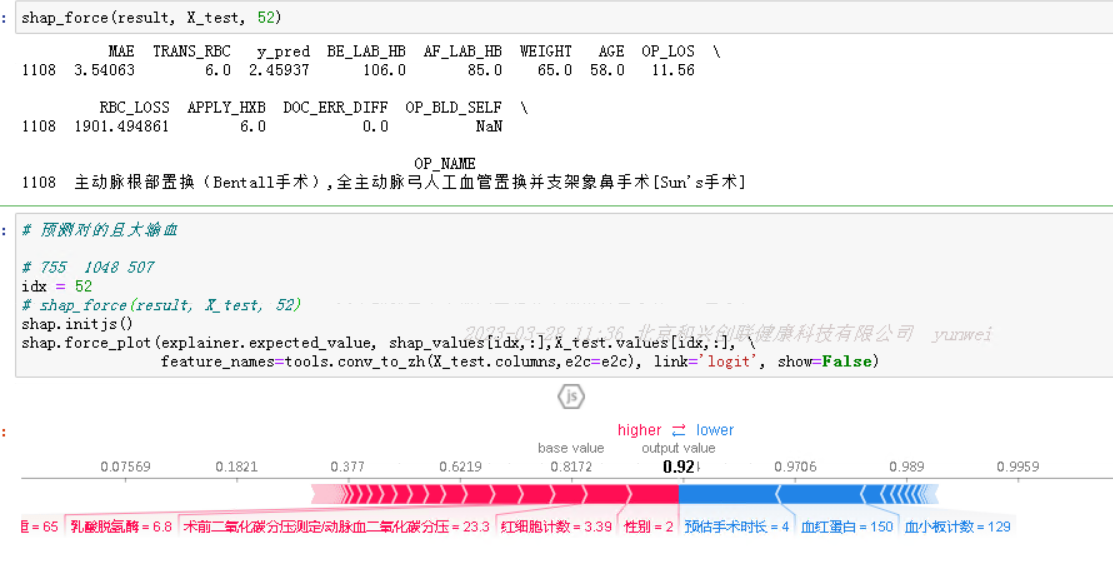 shap_force(result, X_test, 52)
MAE TRANS_RBC y_pred BE_LAB_HB AF_LAB_HB WEIGHT AGE OP_LOS \
1108 3.54063 6.0 2.45937 106.0 85.0 65.0 58.0 11.56
RBC_LOSS APPLY_HXB DOC_ERR_DIFF OP_BLD_SELF \
1108 1901.494861 6.0 0.0 NaN
OP_NAME
1108 主动脉根部置换（Bentall手术）,全主动脉弓人工血管置换并支架象鼻手术[Sun's手术]
# 预测对的且大输血
# 755 1048 507
idx = 52
# shap_force(result, X_test, 52)
shap.initjs()
2023-03-28 11:36 北京和兴创联健康科技有限公司 yunwei
shap.force_plot(explainer.expected_value, shap_values[idx,:],X_test.values[idx,:], \
feature_names=tools.conv_to_zh(X_test.columns,e2c=e2c), link='logit', show=False)
js
higher ⇄ lower
base value output value
0.07569 0.1821 0.377 0.6219 0.8172 0.92 0.9706 0.989 0.9959
重 = 65 乳酸脱氢酶 = 6.8 术前二氧化碳分压测定/动脉血二氧化碳分压 = 23.3 红细胞计数 = 3.39 性别 = 2 预估手术时长 = 4 血红蛋白 = 150 血小板计数 = 129